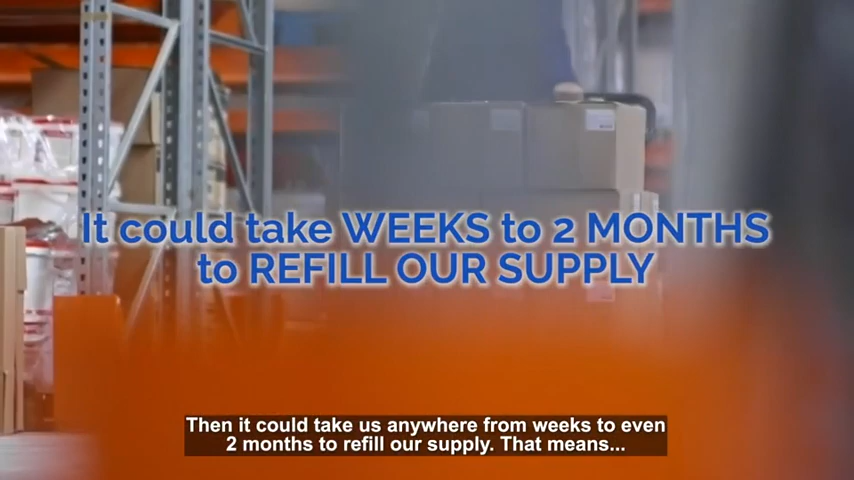 It could take WEEKS to 2 MONTHS
to REFILL OUR SUPPLY
Then it could take us anywhere from weeks to even
2 months to refill our supply. That means...